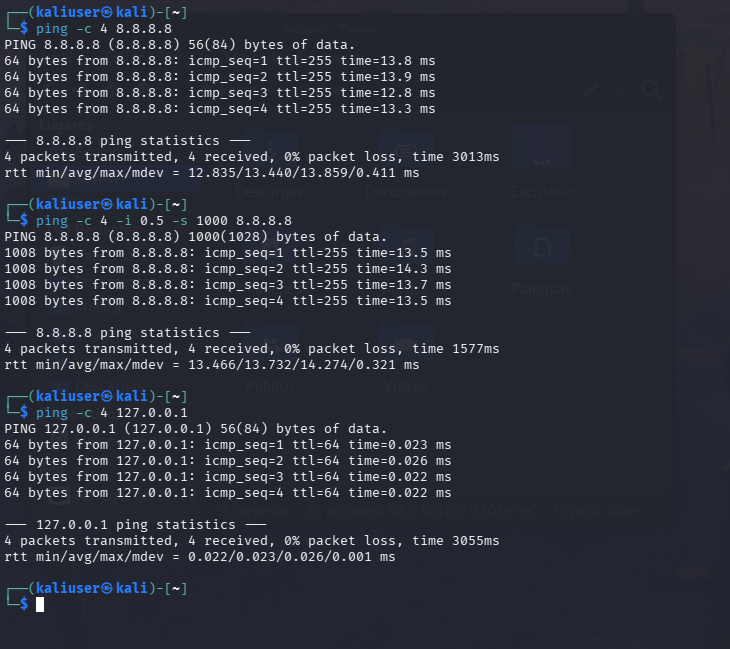 ┌──(kaliuser㉿kali)-[~]
└─$ ping -c 4 8.8.8.8
PING 8.8.8.8 (8.8.8.8) 56(84) bytes of data.
64 bytes from 8.8.8.8: icmp_seq=1 ttl=255 time=13.8 ms
64 bytes from 8.8.8.8: icmp_seq=2 ttl=255 time=13.9 ms
64 bytes from 8.8.8.8: icmp_seq=3 ttl=255 time=12.8 ms
64 bytes from 8.8.8.8: icmp_seq=4 ttl=255 time=13.3 ms
--- 8.8.8.8 ping statistics ---
4 packets transmitted, 4 received, 0% packet loss, time 3013ms
rtt min/avg/max/mdev = 12.835/13.440/13.859/0.411 ms
┌──(kaliuser㉿kali)-[~]
└─$ ping -c 4 -i 0.5 -s 1000 8.8.8.8
PING 8.8.8.8 (8.8.8.8) 1000(1028) bytes of data.
1008 bytes from 8.8.8.8: icmp_seq=1 ttl=255 time=13.5 ms
1008 bytes from 8.8.8.8: icmp_seq=2 ttl=255 time=14.3 ms
1008 bytes from 8.8.8.8: icmp_seq=3 ttl=255 time=13.7 ms
1008 bytes from 8.8.8.8: icmp_seq=4 ttl=255 time=13.5 ms
--- 8.8.8.8 ping statistics ---
4 packets transmitted, 4 received, 0% packet loss, time 1577ms
rtt min/avg/max/mdev = 13.466/13.732/14.274/0.321 ms
┌──(kaliuser㉿kali)-[~]
└─$ ping -c 4 127.0.0.1
PING 127.0.0.1 (127.0.0.1) 56(84) bytes of data.
64 bytes from 127.0.0.1: icmp_seq=1 ttl=64 time=0.023 ms
64 bytes from 127.0.0.1: icmp_seq=2 ttl=64 time=0.026 ms
64 bytes from 127.0.0.1: icmp_seq=3 ttl=64 time=0.022 ms
64 bytes from 127.0.0.1: icmp_seq=4 ttl=64 time=0.022 ms
--- 127.0.0.1 ping statistics ---
4 packets transmitted, 4 received, 0% packet loss, time 3055ms
rtt min/avg/max/mdev = 0.022/0.023/0.026/0.001 ms
┌──(kaliuser㉿kali)-[~]
└─$
Lugares
Descargas
Documentos
Escritorio
Música
Plantillas
Público
Vídeos